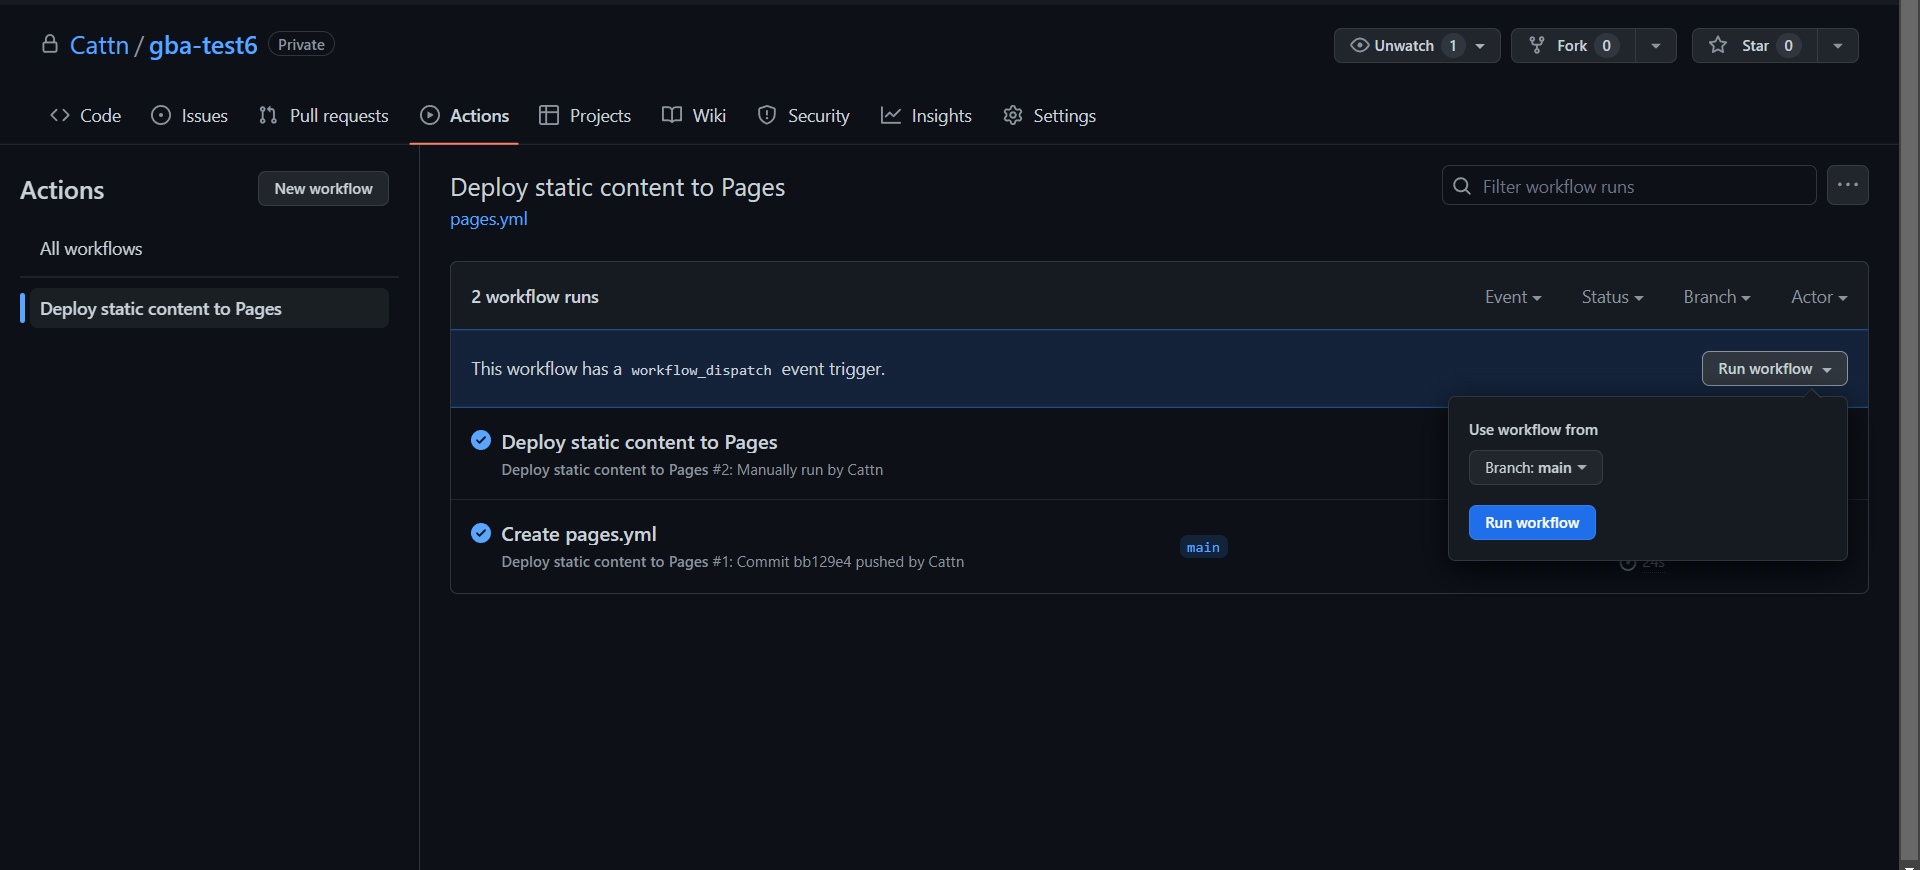 Cattn / gba-test6 Private
Unwatch 1 Fork 0 Star 0
Code Issues Pull requests Actions Projects Wiki Security Insights Settings
Actions New workflow
All workflows
Deploy static content to Pages
Deploy static content to Pages
pages.yml
Filter workflow runs
2 workflow runs Event Status Branch Actor
This workflow has a workflow_dispatch event trigger. Run workflow
Use workflow from
Branch: main
Run workflow
Deploy static content to Pages
Deploy static content to Pages #2: Manually run by Cattn
Create pages.yml
Deploy static content to Pages #1: Commit bb129e4 pushed by Cattn
main
24s